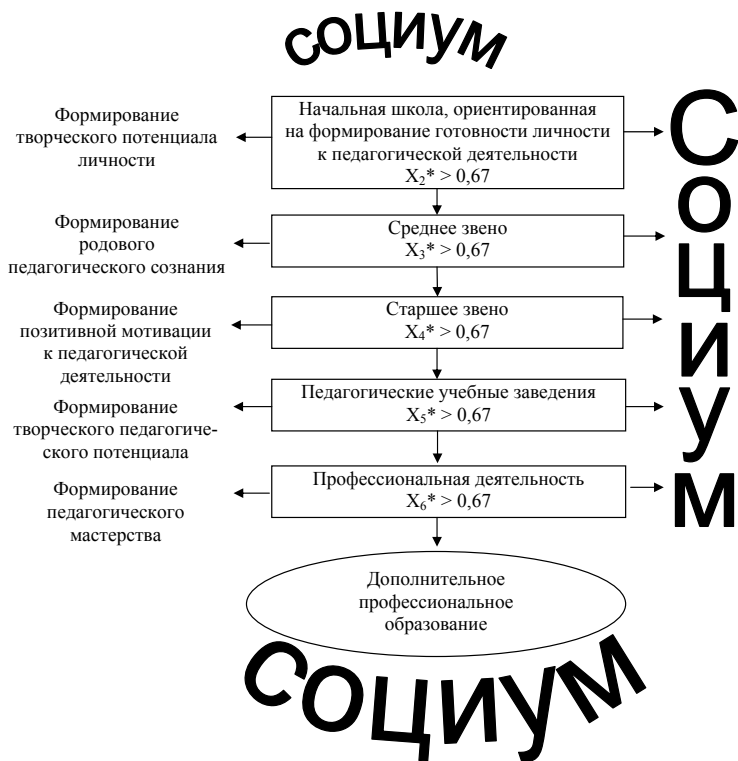 социум
Формирование
творческого потенциала
личности
Начальная школа, ориентированная
на формирование готовности личности
к педагогической деятельности
X₂* > 0,67
Социум
Формирование
родового
педагогического сознания
Среднее звено
X₃* > 0,67
Формирование
позитивной мотивации
к педагогической
деятельности
Старшее звено
X₄* > 0,67
Формирование
творческого педагогиче-
ского потенциала
Педагогические учебные заведения
X₅* > 0,67
Формирование
педагогического
мастерства
Профессиональная деятельность
X₆* > 0,67
Дополнительное
профессиональное
образование
социум